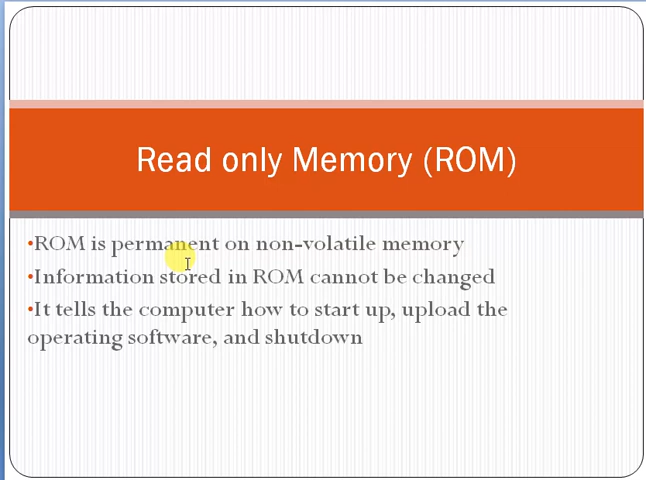 Read only Memory (ROM)
•ROM is permanent on non-volatile memory
•Information stored in ROM cannot be changed
•It tells the computer how to start up, upload the
operating software, and shutdown